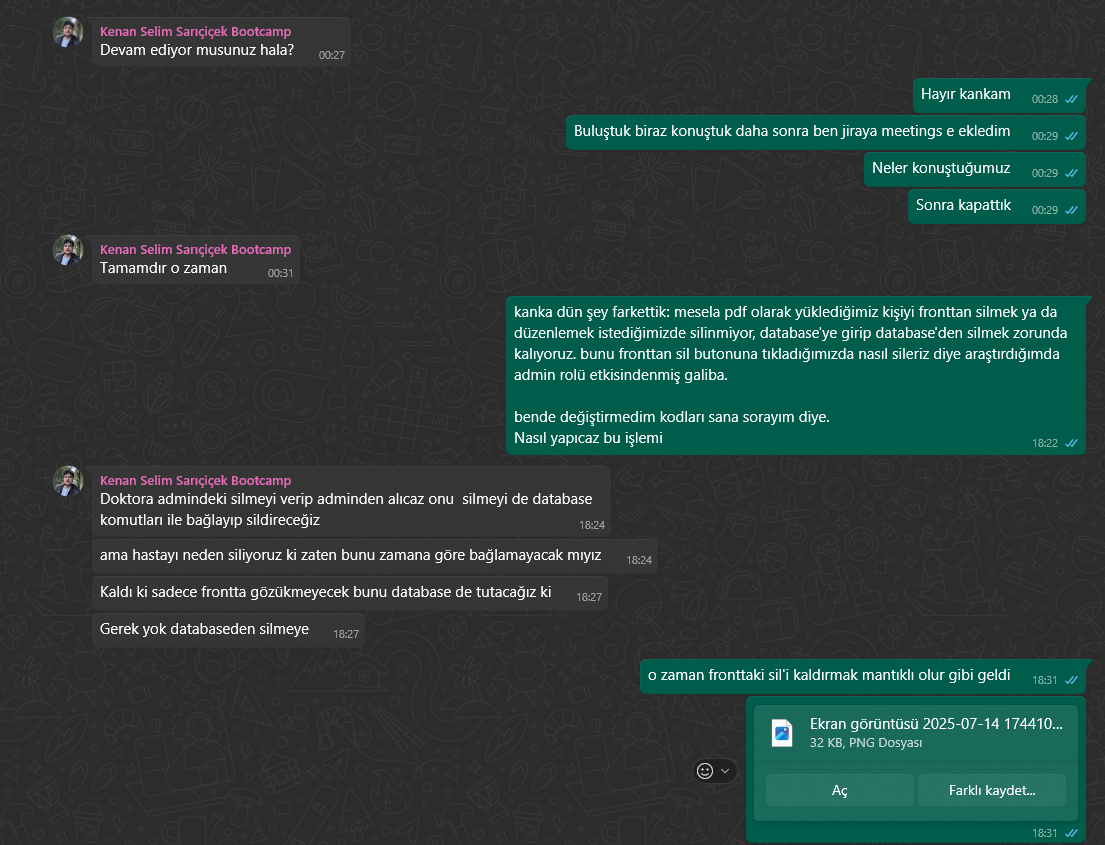 Kenan Selim Sarıçiçek Bootcamp
Devam ediyor musunuz hala?
00:27
Hayır kankam
00:28
Buluştuk biraz konuştuk daha sonra ben jiraya meetings e ekledim
00:29
Neler konuştuğumuz
00:29
Sonra kapattık
00:29
Kenan Selim Sarıçiçek Bootcamp
Tamamdır o zaman
00:31
kanka dün şey farkettik: mesela pdf olarak yüklediğimiz kişiyi fronttan silmek ya da
düzenlemek istediğimizde silinmiyor, database'ye girip database'den silmek zorunda
kalıyoruz. bunu fronttan sil butonuna tıkladığımızda nasıl sileriz diye araştırdığımda
admin rolü etkisindenmiş galiba.
bende değiştirmedim kodları sana sorayım diye.
Nasıl yapıcaz bu işlemi
18:22
Kenan Selim Sarıçiçek Bootcamp
Doktora admindeki silmeyi verip adminden alıcaz onu  silmeyi de database
komutları ile bağlayıp sildireceğiz
18:24
ama hastayı neden siliyoruz ki zaten bunu zamana göre bağlamayacak mıyız
18:24
Kaldı ki sadece frontta gözükmeyecek bunu database de tutacağız ki
18:27
Gerek yok databaseden silmeye
18:27
o zaman fronttaki sil'i kaldırmak mantıklı olur gibi geldi
18:31
Ekran görüntüsü 2025-07-14 174410...
32 KB, PNG Dosyası
Aç
Farklı kaydet...
18:31